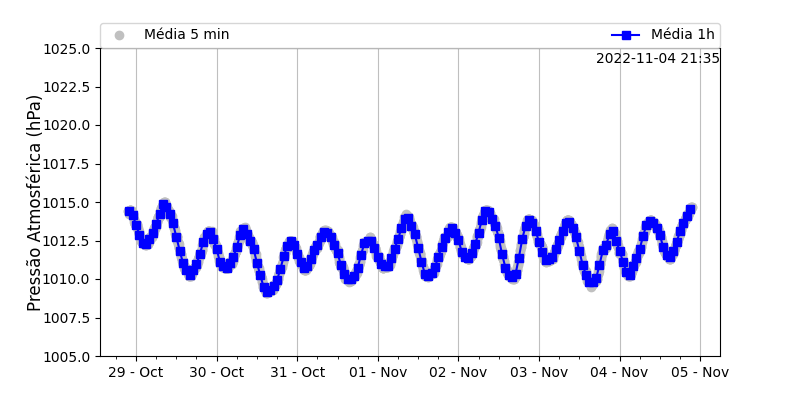 Média 5 min
Média 1h
2022-11-04 21:35
Pressão Atmosférica (hPa)
1025.0
1022.5
1020.0
1017.5
1015.0
1012.5
1010.0
1007.5
1005.0
29 - Oct
30 - Oct
31 - Oct
01 - Nov
02 - Nov
03 - Nov
04 - Nov
05 - Nov